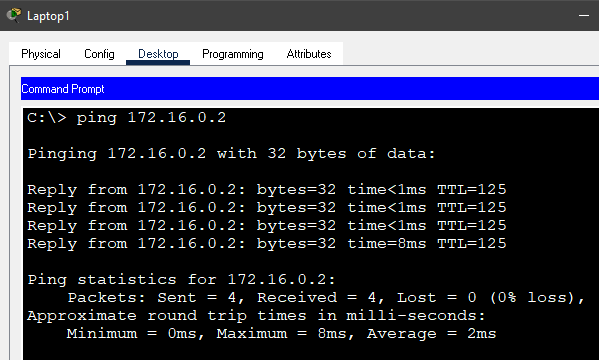 Laptop1
Physical Config Desktop Programming Attributes
Command Prompt
C:\> ping 172.16.0.2
Pinging 172.16.0.2 with 32 bytes of data:
Reply from 172.16.0.2: bytes=32 time<1ms TTL=125
Reply from 172.16.0.2: bytes=32 time<1ms TTL=125
Reply from 172.16.0.2: bytes=32 time<1ms TTL=125
Reply from 172.16.0.2: bytes=32 time=8ms TTL=125
Ping statistics for 172.16.0.2:
Packets: Sent = 4, Received = 4, Lost = 0 (0% loss),
Approximate round trip times in milli-seconds:
Minimum = 0ms, Maximum = 8ms, Average = 2ms